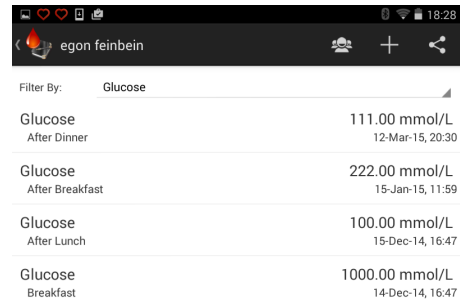 18:28
egon feinbein
Filter By: Glucose
Glucose 111.00 mmol/L
After Dinner 12-Mar-15, 20:30
Glucose 222.00 mmol/L
After Breakfast 15-Jan-15, 11:59
Glucose 100.00 mmol/L
After Lunch 15-Dec-14, 16:47
Glucose 1000.00 mmol/L
Breakfast 14-Dec-14, 16:47